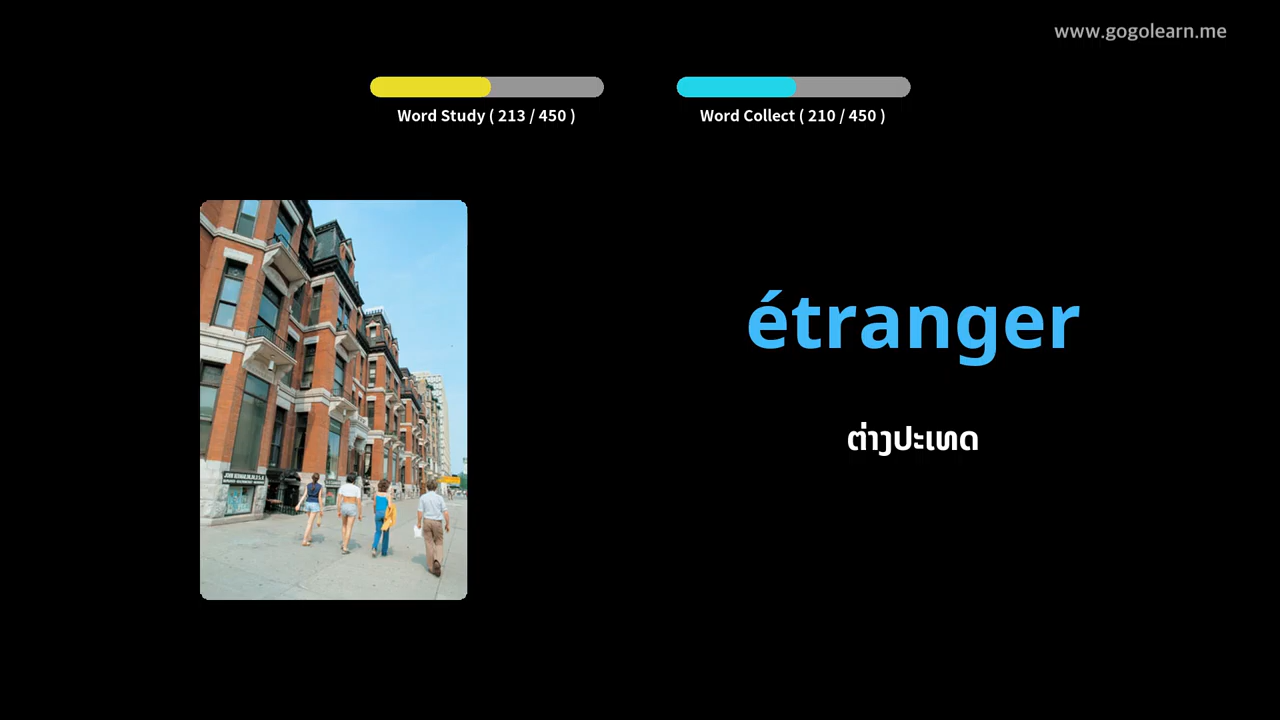 www.gogolearn.me
Word Study ( 213 / 450 )
Word Collect ( 210 / 450 )
étranger
ຕ່າງປະເທດ